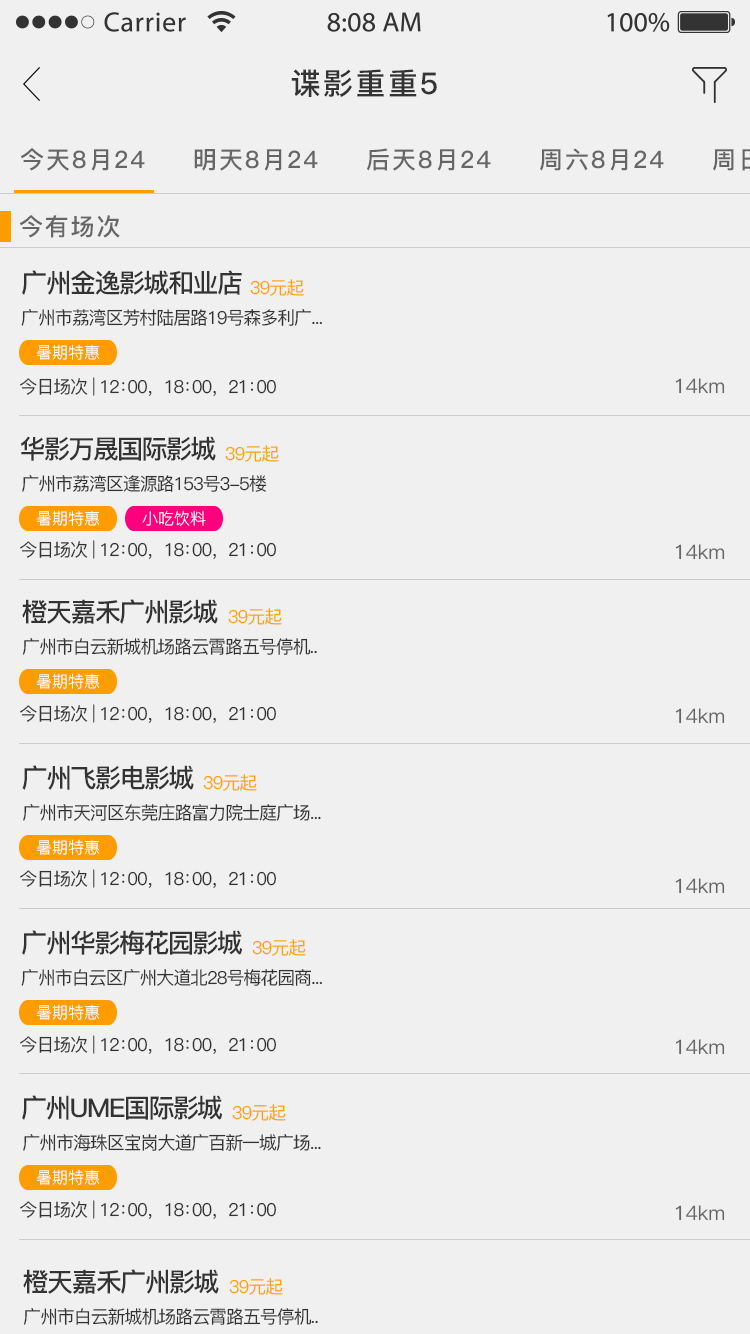 Carrier 8:08 AM 100%
谍影重重5
今天8月24 明天8月24 后天8月24 周六8月24 周日
今有场次
广州金逸影城和业店 39元起
广州市荔湾区芳村陆居路19号森多利广...
暑期特惠
今日场次|12:00，18:00，21:00 14km
华影万晟国际影城 39元起
广州市荔湾区逢源路153号3-5楼
暑期特惠 小吃饮料
今日场次|12:00，18:00，21:00 14km
橙天嘉禾广州影城 39元起
广州市白云新城机场路云霄路五号停机..
暑期特惠
今日场次|12:00，18:00，21:00 14km
广州飞影电影城 39元起
广州市天河区东莞庄路富力院士庭广场...
暑期特惠
今日场次|12:00，18:00，21:00 14km
广州华影梅花园影城 39元起
广州市白云区广州大道北28号梅花园商...
暑期特惠
今日场次|12:00，18:00，21:00 14km
广州UME国际影城 39元起
广州市海珠区宝岗大道广百新一城广场...
暑期特惠
今日场次|12:00，18:00，21:00 14km
橙天嘉禾广州影城 39元起
广州市白云新城机场路云霄路五号停机..